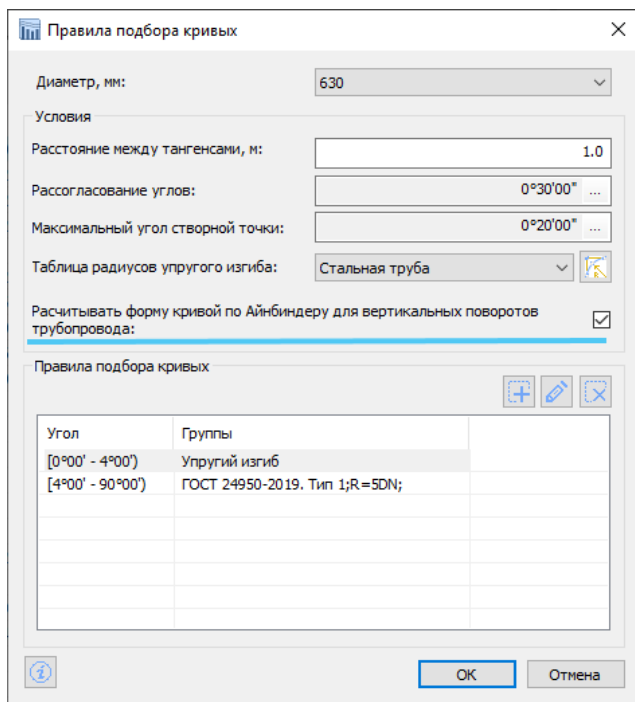 Правила подбора кривых
Диаметр, мм:
630
Условия
Расстояние между тангенсами, м:
1.0
Рассогласование углов:
0°30'00" ...
Максимальный угол створной точки:
0°20'00" ...
Таблица радиусов упругого изгиба:
Стальная труба
Расчитывать форму кривой по Айнбиндеру для вертикальных поворотов
трубопровода:
Правила подбора кривых
Угол Группы
[0°00' - 4°00') Упругий изгиб
[4°00' - 90°00') ГОСТ 24950-2019. Тип 1;R=5DN;
ОК Отмена